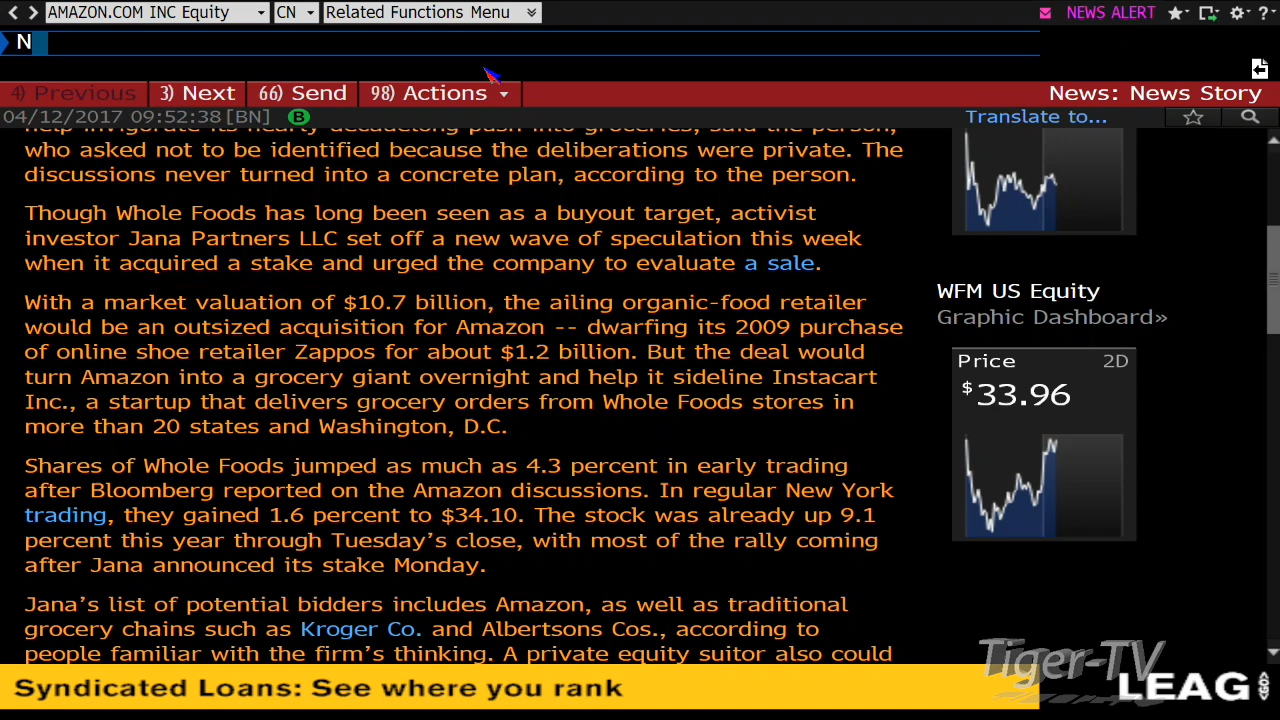 AMAZON.COM INC Equity CN Related Functions Menu NEWS ALERT ?
N
4) Previous 3) Next 66) Send 98) Actions News: News Story
04/12/2017 09:52:38 [BN] B Translate to...
help invigorate its nearly decadelong push into groceries, said the person,
who asked not to be identified because the deliberations were private. The
discussions never turned into a concrete plan, according to the person.
Though Whole Foods has long been seen as a buyout target, activist
investor Jana Partners LLC set off a new wave of speculation this week
when it acquired a stake and urged the company to evaluate a sale.
With a market valuation of $10.7 billion, the ailing organic-food retailer
would be an outsized acquisition for Amazon -- dwarfing its 2009 purchase
of online shoe retailer Zappos for about $1.2 billion. But the deal would
turn Amazon into a grocery giant overnight and help it sideline Instacart
Inc., a startup that delivers grocery orders from Whole Foods stores in
more than 20 states and Washington, D.C.
Shares of Whole Foods jumped as much as 4.3 percent in early trading
after Bloomberg reported on the Amazon discussions. In regular New York
trading, they gained 1.6 percent to $34.10. The stock was already up 9.1
percent this year through Tuesday's close, with most of the rally coming
after Jana announced its stake Monday.
Jana's list of potential bidders includes Amazon, as well as traditional
grocery chains such as Kroger Co. and Albertsons Cos., according to
people familiar with the firm's thinking. A private equity suitor also could
WFM US Equity
Graphic Dashboard»
Price 2D
$33.96
Tiger-TV
Syndicated Loans: See where you rank LEAG <GO>